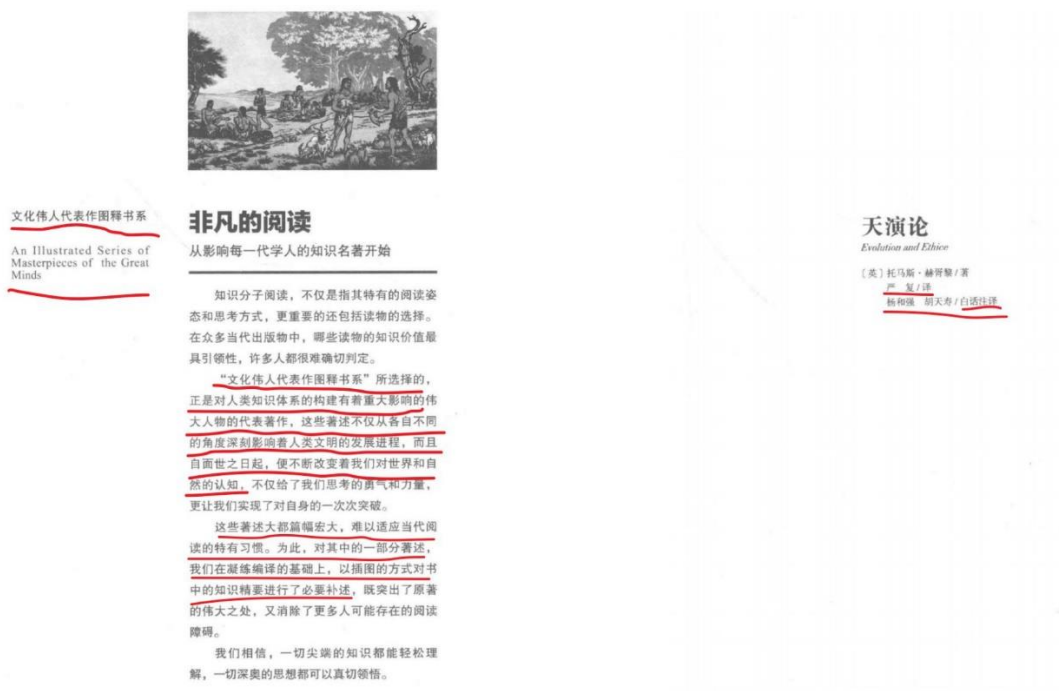 文化伟人代表作图释书系
An Illustrated Series of
Masterpieces of the Great
Minds
非凡的阅读
从影响每一代学人的知识名著开始
知识分子阅读,不仅是指其特有的阅读姿
态和思考方式,更重要的还包括读物的选择。
在众多当代出版物中,哪些读物的知识价值最
具引领性,许多人都很难确切判定。
“文化伟人代表作图释书系”所选择的,
正是对人类知识体系的构建有着重大影响的伟
大人物的代表著作,这些著述不仅从各自不同
的角度深刻影响着人类文明的发展进程,而且
自面世之日起,便不断改变着我们对世界和自
然的认知,不仅给了我们思考的勇气和力量,
更让我们实现了对自身的一次次突破。
这些著述大都篇幅宏大,难以适应当代阅
读的特有习惯。为此,对其中的一部分著述,
我们在凝练编译的基础上,以插图的方式对书
中的知识精要进行了必要补述,既突出了原著
的伟大之处,又消除了更多人可能存在的阅读
障碍。
我们相信,一切尖端的知识都能轻松理
解,一切深奥的思想都可以真切领悟。
天演论
Evolution and Ethice
[英]托马斯·赫胥黎/著
严 复/译
杨和强 胡天寿/白话注译